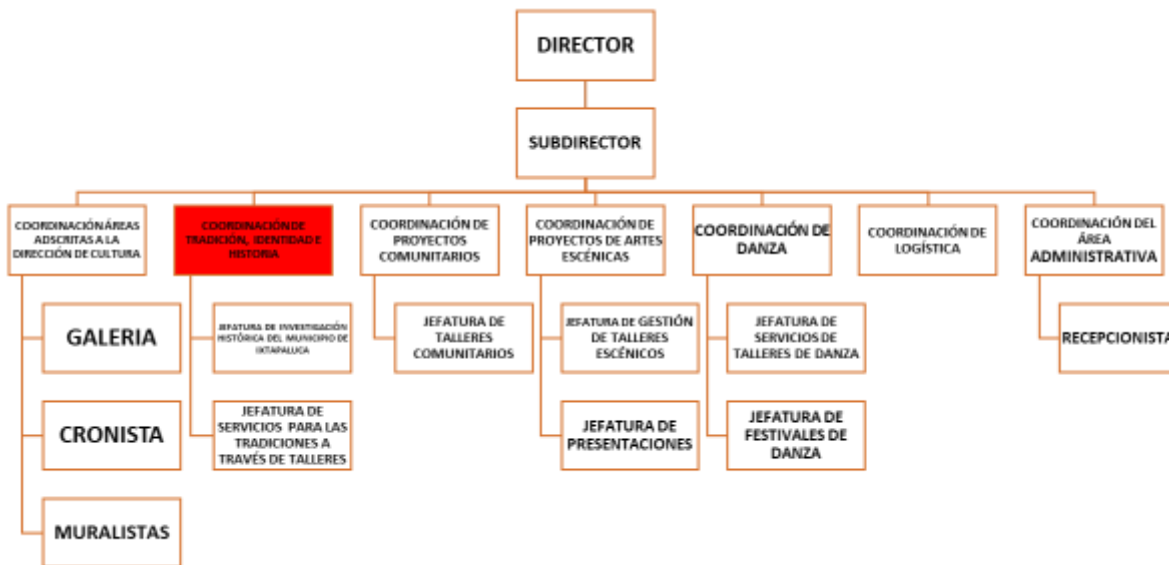 DIRECTOR
SUBDIRECTOR
COORDINACIÓN ÁREAS
ADSCRITAS A LA
DIRECCIÓN DE CULTURA
COORDINACIÓN DE
TRADICIÓN, IDENTIDAD E
HISTORIA
COORDINACIÓN DE
PROYECTOS
COMUNITARIOS
COORDINACIÓN DE
PROYECTOS DE ARTES
ESCÉNICAS
COORDINACIÓN DE
DANZA
COORDINACIÓN DE
LOGÍSTICA
COORDINACIÓN DEL
ÁREA
ADMINISTRATIVA
GALERIA
JEFATURA DE INVESTIGACIÓN
HISTÓRICA DEL MUNICIPIO DE
IXTAPALUCA
JEFATURA DE
TALLERES
COMUNITARIOS
JEFATURA DE GESTIÓN
DE TALLERES
ESCÉNICOS
JEFATURA DE
SERVICIOS DE
TALLERES DE DANZA
RECEPCIONISTA
CRONISTA
JEFATURA DE
SERVICIOS PARA LAS
TRADICIONES A
TRAVÉS DE TALLERES
JEFATURA DE
PRESENTACIONES
JEFATURA DE
FESTIVALES DE
DANZA
MURALISTAS